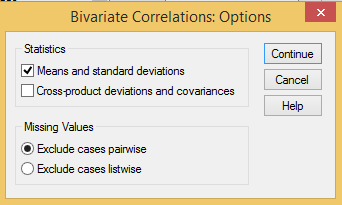 Bivariate Correlations: Options
Statistics
Means and standard deviations
Cross-product deviations and covariances
Missing Values
Exclude cases pairwise
Exclude cases listwise
Continue
Cancel
Help